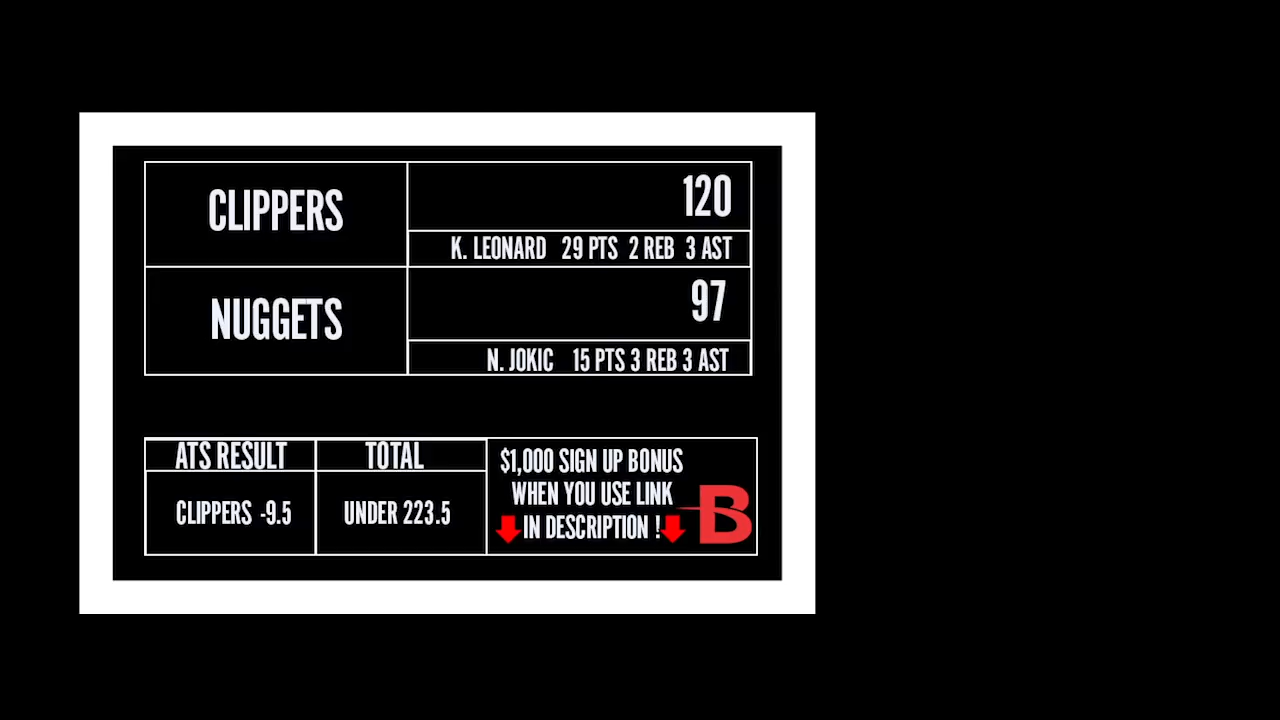 CLIPPERS
120
K. LEONARD 29 PTS 2 REB 3 AST
NUGGETS
97
N. JOKIC 15 PTS 3 REB 3 AST
ATS RESULT
TOTAL
CLIPPERS -9.5
UNDER 223.5
$1,000 SIGN UP BONUS
WHEN YOU USE LINK
IN DESCRIPTION !
B